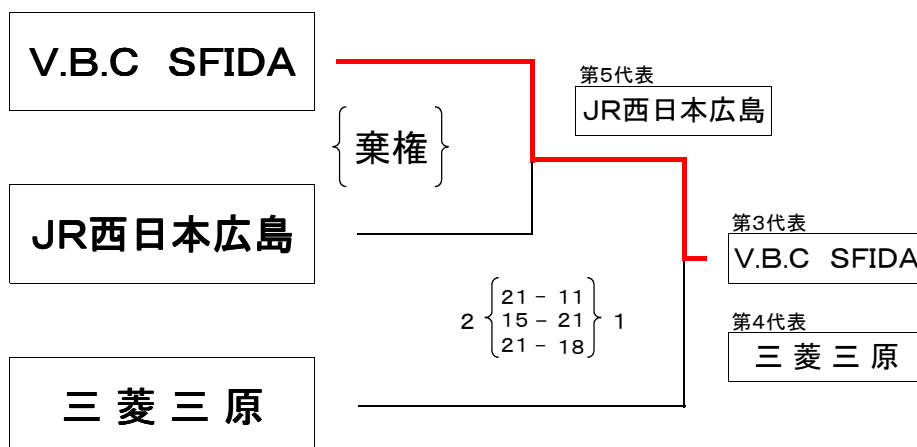 V.B.C SFIDA
第5代表
JR西日本広島
棄権
JR西日本広島
第3代表
V.B.C SFIDA
2 21 - 11 1
15 - 21
21 - 18
第4代表
三菱三原
三菱三原